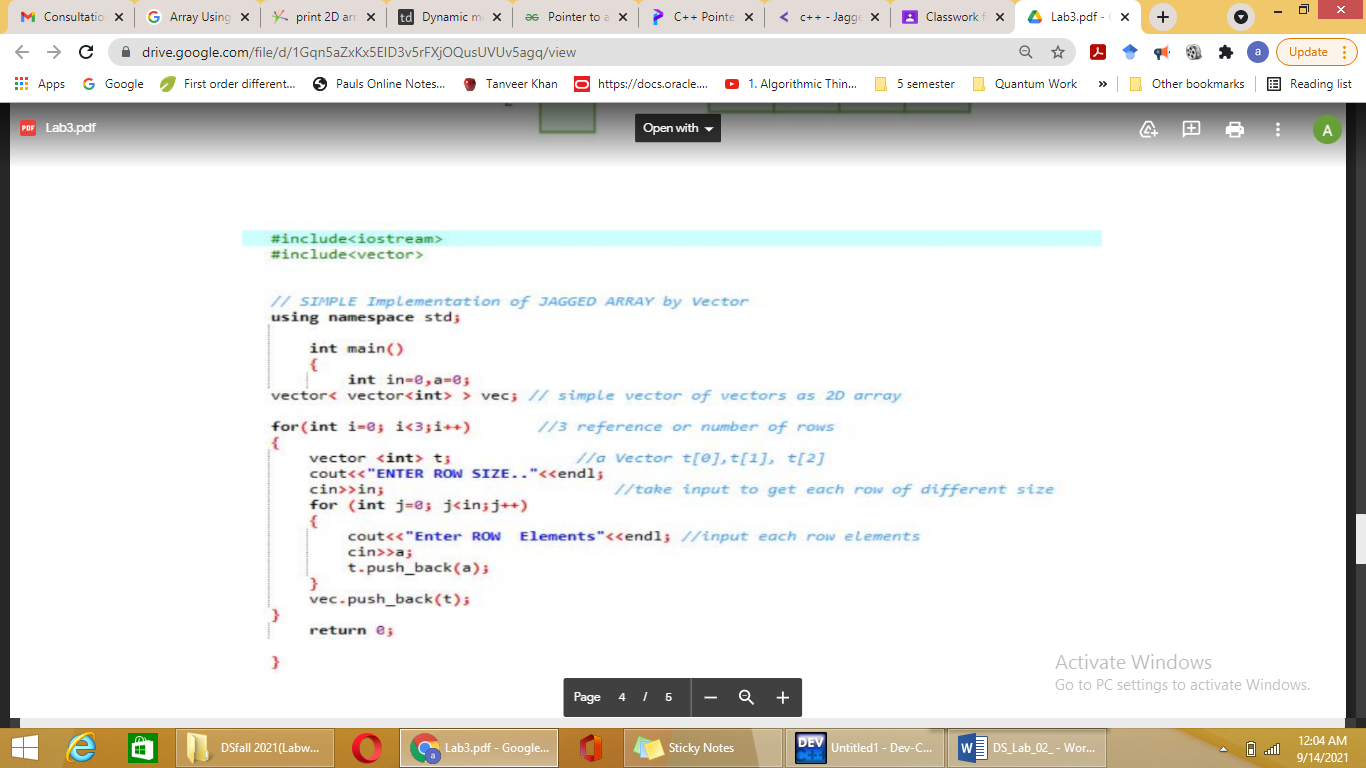 Consultatio
Array Using
print 2D arr
Dynamic m
Pointer to a
C++ Pointe
c++ - Jagge
Classwork f
Lab3.pdf -
drive.google.com/file/d/1Gqn5aZxKx5EID3v5rFXjOQusUVUv5agq/view
Update
Apps
Google
First order different...
Pauls Online Notes...
Tanveer Khan
https://docs.oracle....
1. Algorithmic Thin...
5 semester
Quantum Work
»
Other bookmarks
Reading list
PDF Lab3.pdf
Open with
A
#include<iostream>
#include<vector>
// SIMPLE Implementation of JAGGED ARRAY by Vector
using namespace std;
int main()
{
int in=0,a=0;
vector< vector<int> > vec; // simple vector of vectors as 2D array
for(int i=0; i<3;i++) //3 reference or number of rows
{
vector <int> t; //a Vector t[0],t[1], t[2]
cout<<"ENTER ROW SIZE.."<<endl;
cin>>in; //take input to get each row of different size
for (int j=0; j<in;j++)
{
cout<<"Enter ROW  Elements"<<endl; //input each row elements
cin>>a;
t.push_back(a);
}
vec.push_back(t);
}
return 0;
}
Activate Windows
Go to PC settings to activate Windows.
Page 4 / 5
DSfall 2021(Labw...
Lab3.pdf - Google...
Sticky Notes
DEV Untitled1 - Dev-C...
DS_Lab_02_ - Wor...
12:04 AM
9/14/2021